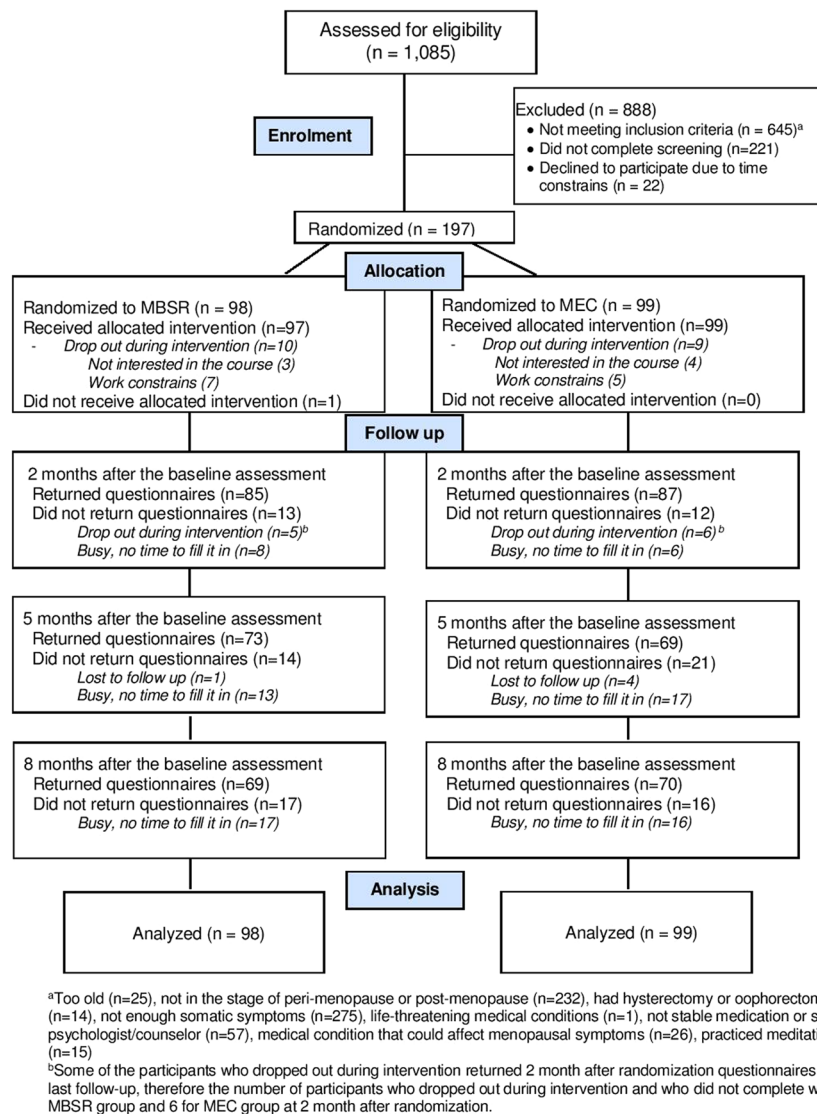 Assessed for eligibility
(n = 1,085)
Excluded (n = 888)
● Not meeting inclusion criteria (n = 645)ᵃ
● Did not complete screening (n=221)
● Declined to participate due to time
constrains (n = 22)
Enrolment
Randomized (n = 197)
Allocation
Randomized to MBSR (n = 98)
Received allocated intervention (n=97)
- Drop out during intervention (n=10)
Not interested in the course (3)
Work constrains (7)
Did not receive allocated intervention (n=1)
Randomized to MEC (n = 99)
Received allocated intervention (n=99)
- Drop out during intervention (n=9)
Not interested in the course (4)
Work constrains (5)
Did not receive allocated intervention (n=0)
Follow up
2 months after the baseline assessment
Returned questionnaires (n=85)
Did not return questionnaires (n=13)
Drop out during intervention (n=5)ᵇ
Busy, no time to fill it in (n=8)
2 months after the baseline assessment
Returned questionnaires (n=87)
Did not return questionnaires (n=12)
Drop out during intervention (n=6)ᵇ
Busy, no time to fill it in (n=6)
5 months after the baseline assessment
Returned questionnaires (n=73)
Did not return questionnaires (n=14)
Lost to follow up (n=1)
Busy, no time to fill it in (n=13)
5 months after the baseline assessment
Returned questionnaires (n=69)
Did not return questionnaires (n=21)
Lost to follow up (n=4)
Busy, no time to fill it in (n=17)
8 months after the baseline assessment
Returned questionnaires (n=69)
Did not return questionnaires (n=17)
Busy, no time to fill it in (n=17)
8 months after the baseline assessment
Returned questionnaires (n=70)
Did not return questionnaires (n=16)
Busy, no time to fill it in (n=16)
Analysis
Analyzed (n = 98)
Analyzed (n = 99)
ᵃToo old (n=25), not in the stage of peri-menopause or post-menopause (n=232), had hysterectomy or
(n=14), not enough somatic symptoms (n=275), life-threatening medical conditions (n=1), not stable medication or
psychologist/counselor (n=57), medical condition that could affect menopausal symptoms (n=26), practiced
(n=15)
ᵇSome of the participants who dropped out during intervention returned 2 month after randomization questionnaires
last follow-up, therefore the number of participants who dropped out during intervention and who did not complete
MBSR group and 6 for MEC group at 2 month after randomization.